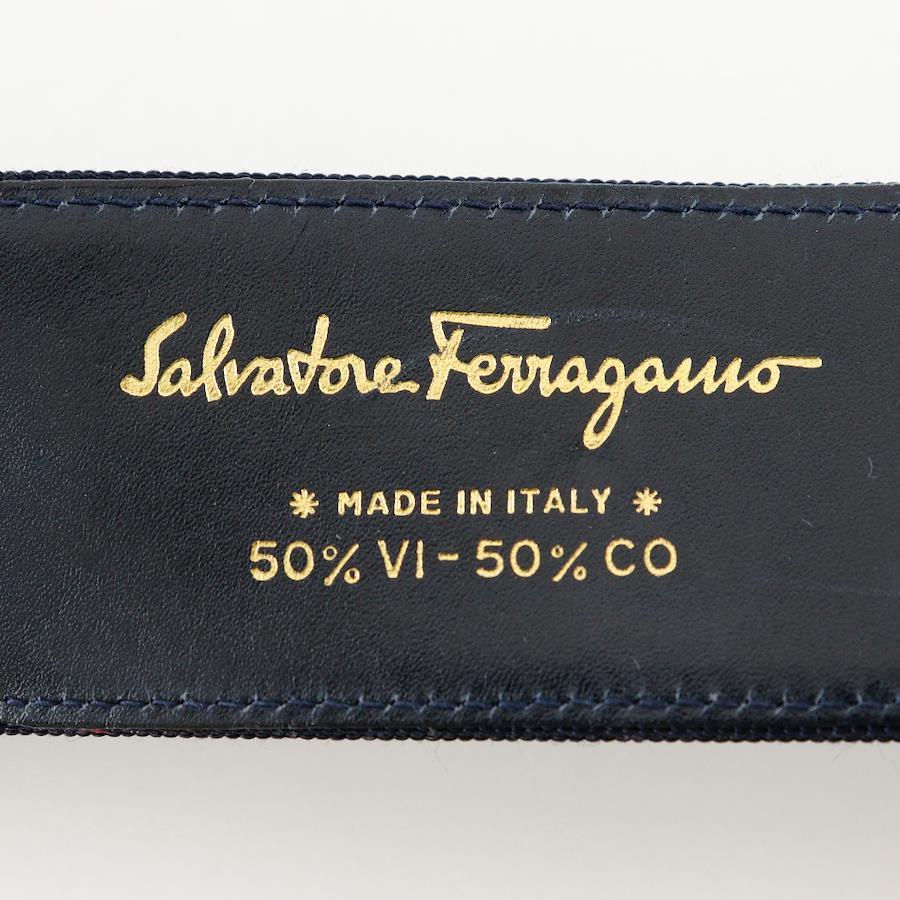 Salvatore Ferragamo
* MADE IN ITALY *
50% VI - 50% CO